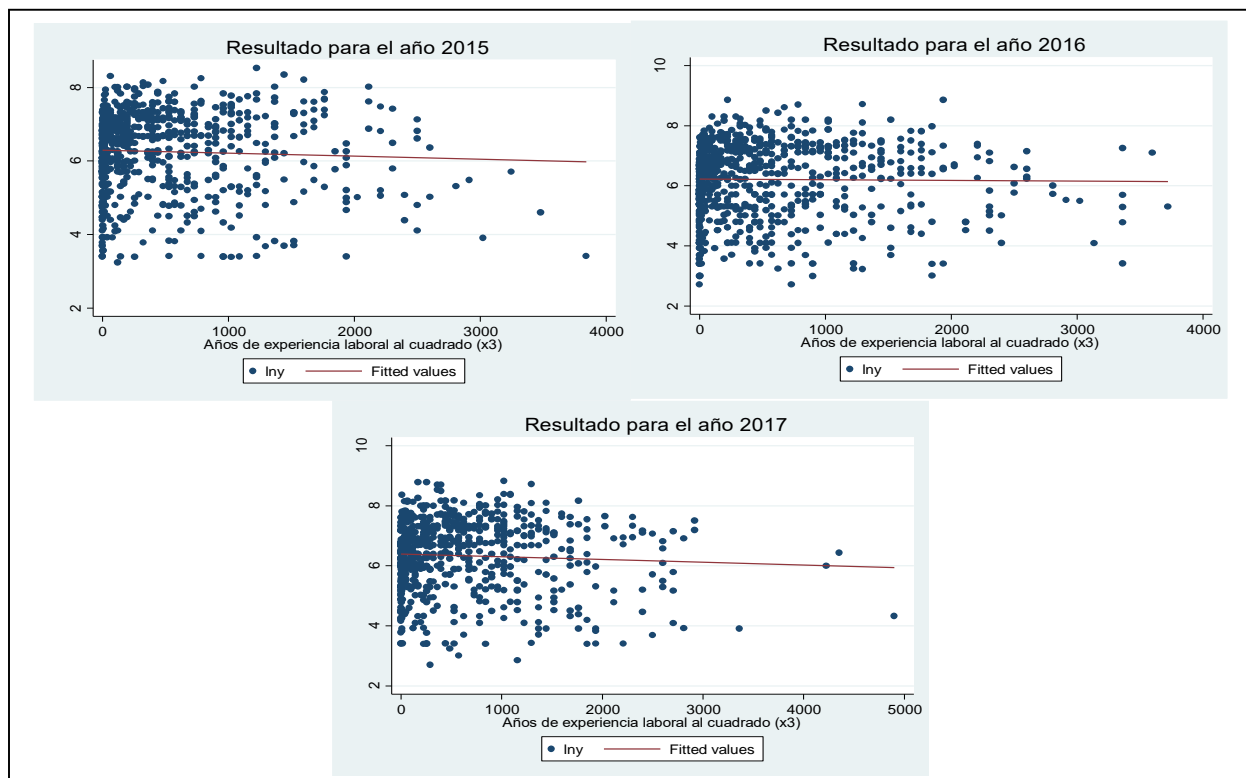 Resultado para el año 2015
8
6
4
2
0 1000 2000 3000 4000
Años de experiencia laboral al cuadrado (x3)
lny Fitted values
Resultado para el año 2016
10
8
6
4
2
0 1000 2000 3000 4000
Años de experiencia laboral al cuadrado (x3)
lny Fitted values
Resultado para el año 2017
10
8
6
4
2
0 1000 2000 3000 4000 5000
Años de experiencia laboral al cuadrado (x3)
lny Fitted values